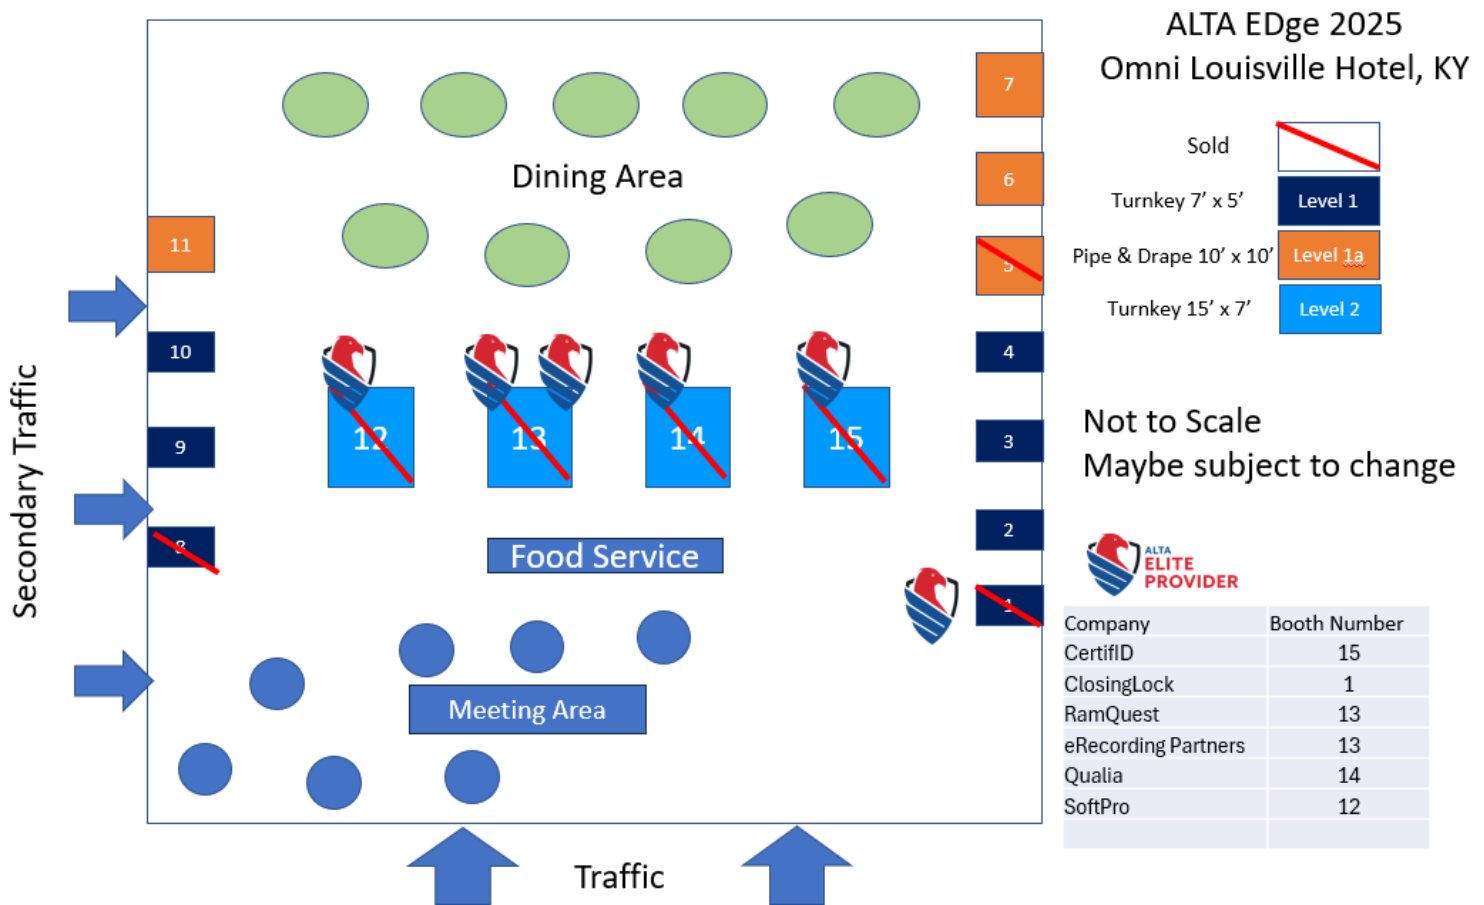 ALTA EDge 2025
Omni Louisville Hotel, KY
Sold
Turnkey 7’ x 5’
Level 1
Pipe & Drape 10’ x 10’
Level 1a
Turnkey 15’ x 7’
Level 2
7
6
5
4
3
2
1
Dining Area
11
10
9
8
12
13
14
15
Food Service
Meeting Area
Secondary Traffic
Traffic
Not to Scale
Maybe subject to change
ALTA
ELITE
PROVIDER
Company Booth Number
CertifID 15
ClosingLock 1
RamQuest 13
eRecording Partners 13
Qualia 14
SoftPro 12